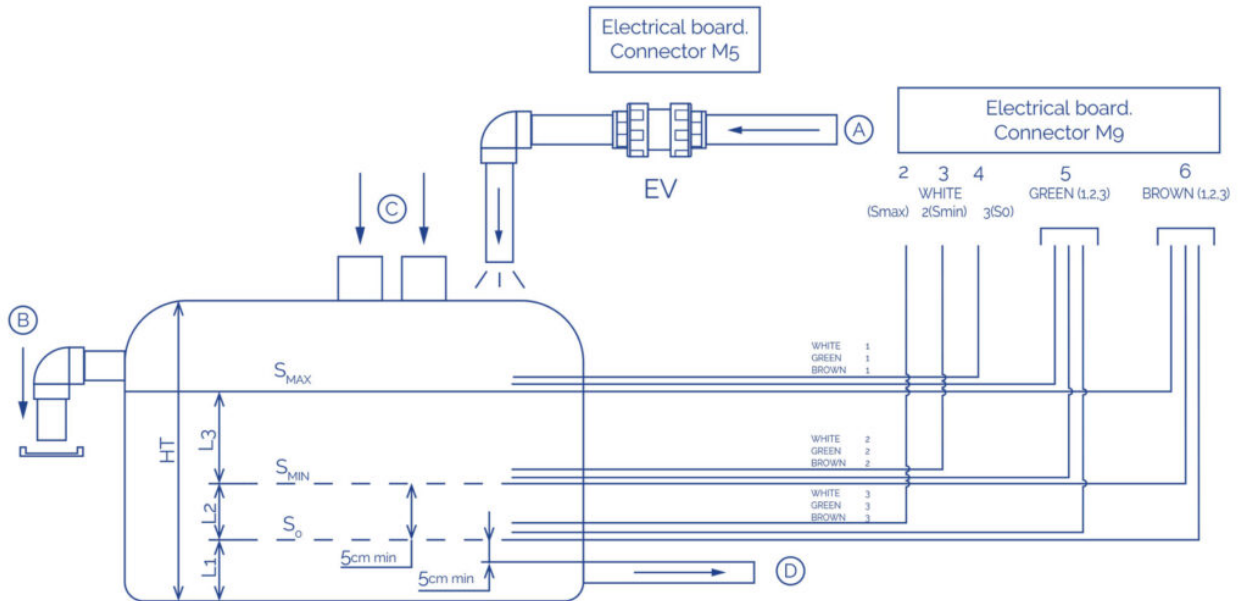 Electrical board.
Connector M5
Electrical board.
Connector M9
A
EV
2 3 4 5 6
WHITE GREEN (1,2,3) BROWN (1,2,3)
(Smax) 2(Smin) 3(S0)
C
B
WHITE 1
GREEN 1
BROWN 1
SMAX
HT
L3
WHITE 2
GREEN 2
BROWN 2
SMIN
L2
WHITE 3
GREEN 3
BROWN 3
So
L1
5cm min
5cm min
D